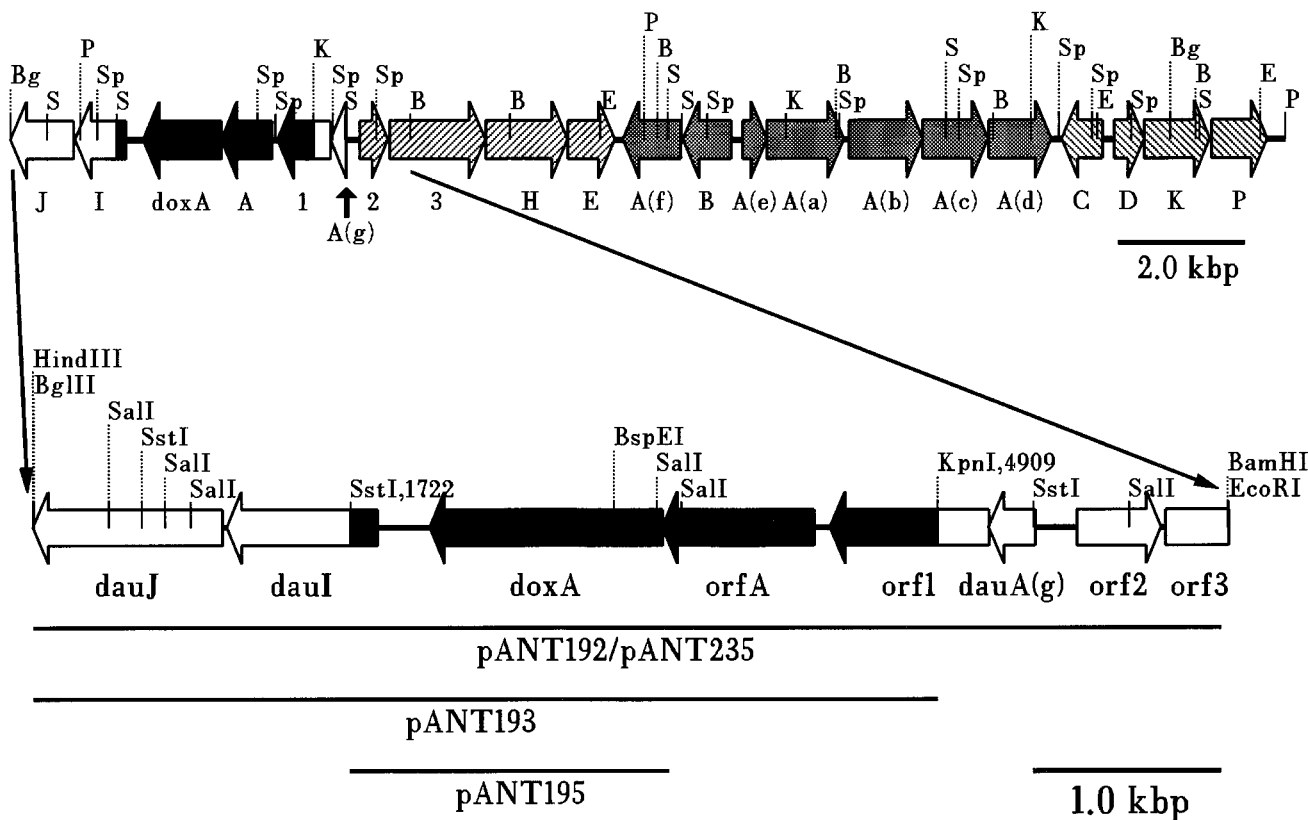 P
K
P
B
S
K
Sp
Bg
E
Bg
P
Sp
K
Sp
Sp
B
S
Sp
B
P
S
Sp
S
Sp
S
B
B
E
S
Sp
K
Sp
B
E
Sp
S
J I doxA A 1 2 3 H E A(f) B A(e) A(a) A(b) A(c) A(d) C D K P
A(g)
2.0 kbp
HindIII
BglII
SalI
SstI
SalI
SalI
SstI,1722
BspEI
SalI
SalI
KpnI,4909
SstI
SalI
BamHI
EcoRI
dauJ dauI doxA orfA orf1 dauA(g) orf2 orf3
pANT192/pANT235
pANT193
pANT195
1.0 kbp